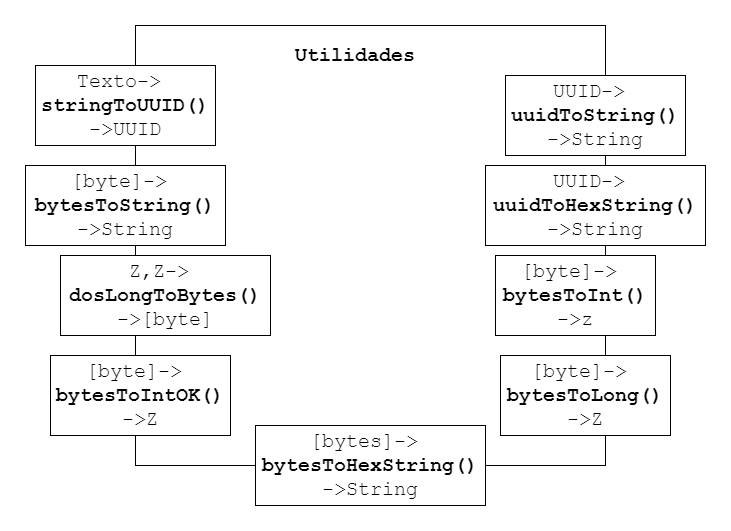 Utilidades
Texto->
stringToUUID()
->UUID
UUID->
uuidToString()
->String
[byte]->
bytesToString()
->String
UUID->
uuidToHexString()
->String
Z,Z->
dosLongToBytes()
->[byte]
[byte]->
bytesToInt()
->z
[byte]->
bytesToIntOK()
->Z
[byte]->
bytesToLong()
->Z
[bytes]->
bytesToHexString()
->String